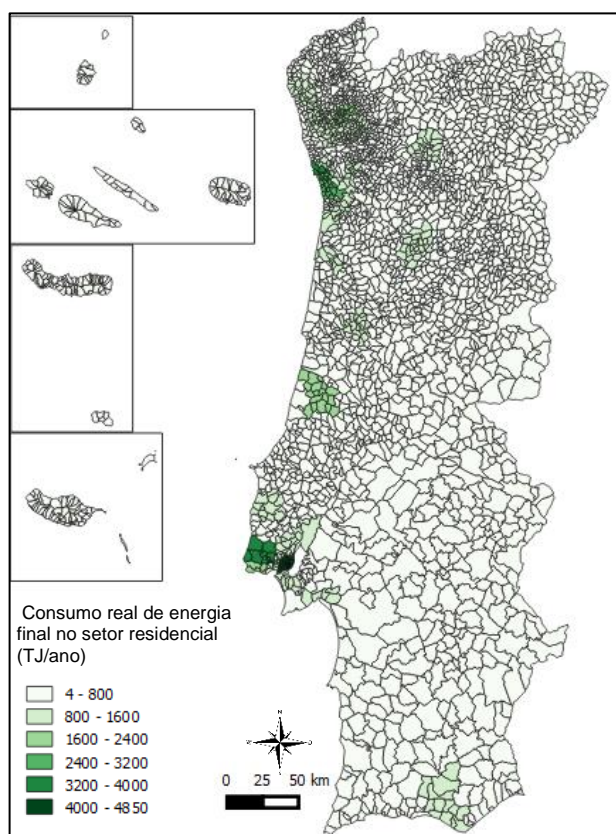 Consumo real de energia
final no setor residencial
(TJ/ano)
4 - 800
800 - 1600
1600 - 2400
2400 - 3200
3200 - 4000
4000 - 4850
N
0 25 50 km